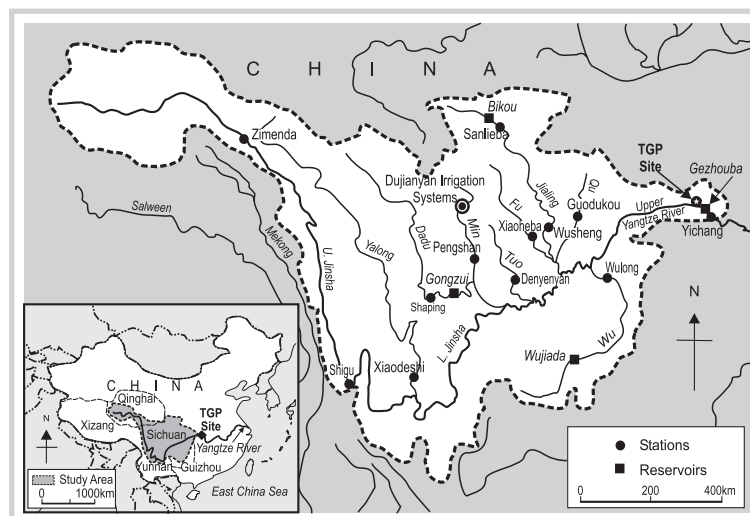 C H I N A
Bikou
Sanlieba
Zimenda
TGP
Site
Gezhouba
Dujianyan Irrigation
Systems
Fu
Jialing
Qu
Guodukou
Upper
Yangtze River
Salween
Mekong
U. Jinsha
Yalong
Dadu
Min
Xiaoheba
Wusheng
Yichang
Pengshan
Tuo
Gongzui
Denyenyan
Wulong
Shaping
N
L. Jinsha
Wu
Wujiada
Shigu
Xiaodeshi
C H I N A
Qinghai
TGP
Site
N
Xizang
Sichuan
Yangtze River
Yunnan
Guizhou
Study Area
0 1000km
East China Sea
Stations
Reservoirs
0 200 400km